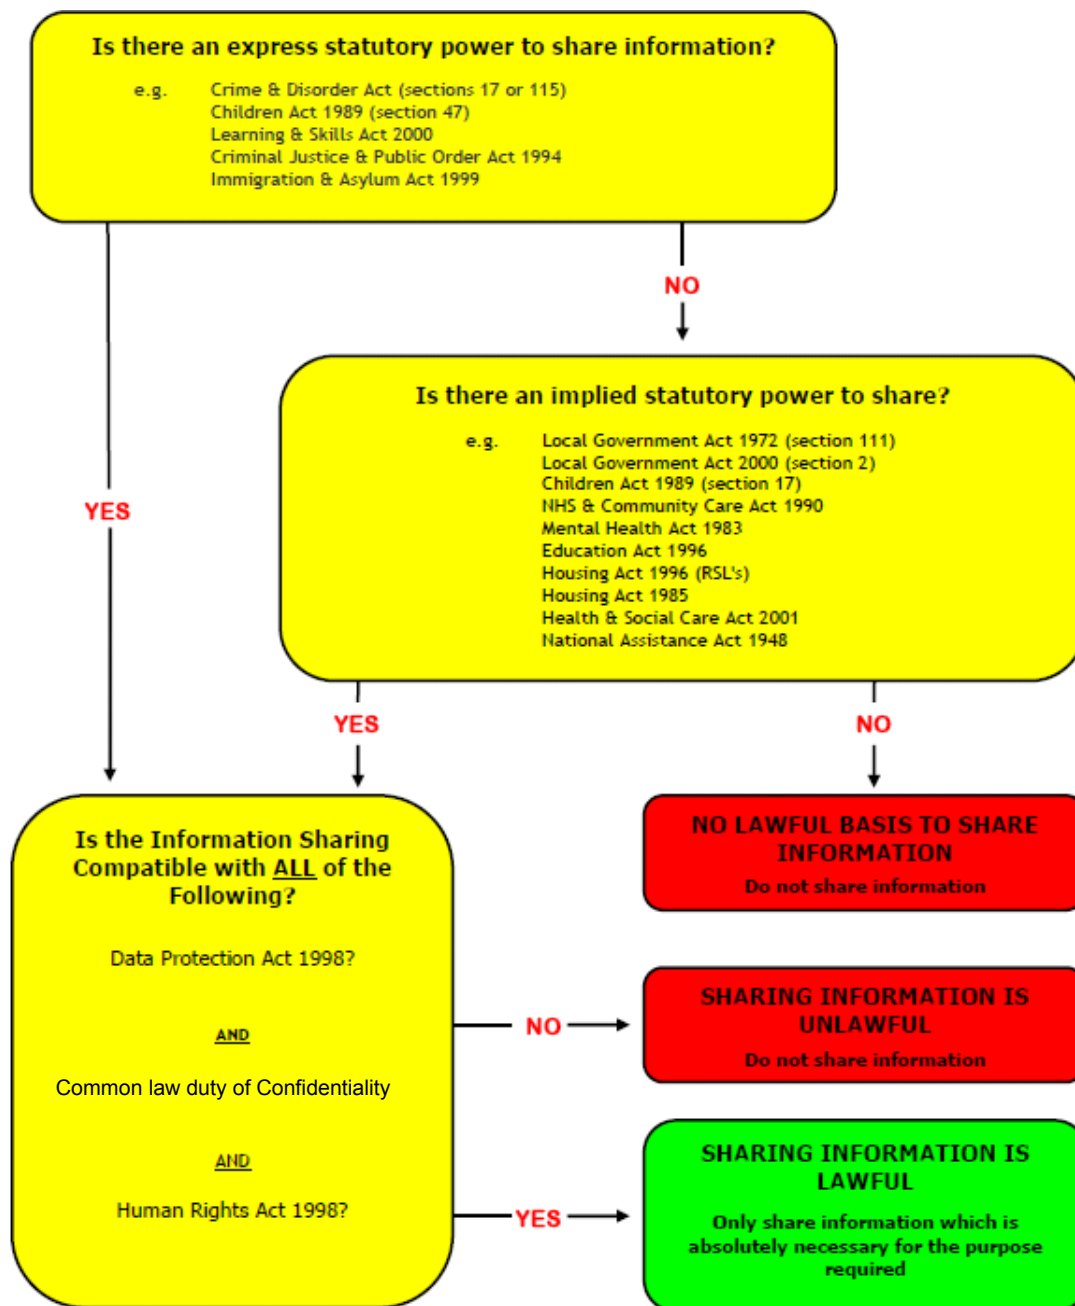 Is there an express statutory power to share information?
e.g. Crime & Disorder Act (sections 17 or 115)
Children Act 1989 (section 47)
Learning & Skills Act 2000
Criminal Justice & Public Order Act 1994
Immigration & Asylum Act 1999
NO
Is there an implied statutory power to share?
e.g. Local Government Act 1972 (section 111)
Local Government Act 2000 (section 2)
Children Act 1989 (section 17)
NHS & Community Care Act 1990
Mental Health Act 1983
Education Act 1996
Housing Act 1996 (RSL's)
Housing Act 1985
Health & Social Care Act 2001
National Assistance Act 1948
YES
YES
NO
Is the Information Sharing
Compatible with ALL of the
Following?
Data Protection Act 1998?
AND
Common law duty of Confidentiality
AND
Human Rights Act 1998?
NO LAWFUL BASIS TO SHARE
INFORMATION
Do not share information
NO
SHARING INFORMATION IS
UNLAWFUL
Do not share information
YES
SHARING INFORMATION IS
LAWFUL
Only share information which is
absolutely necessary for the purpose
required